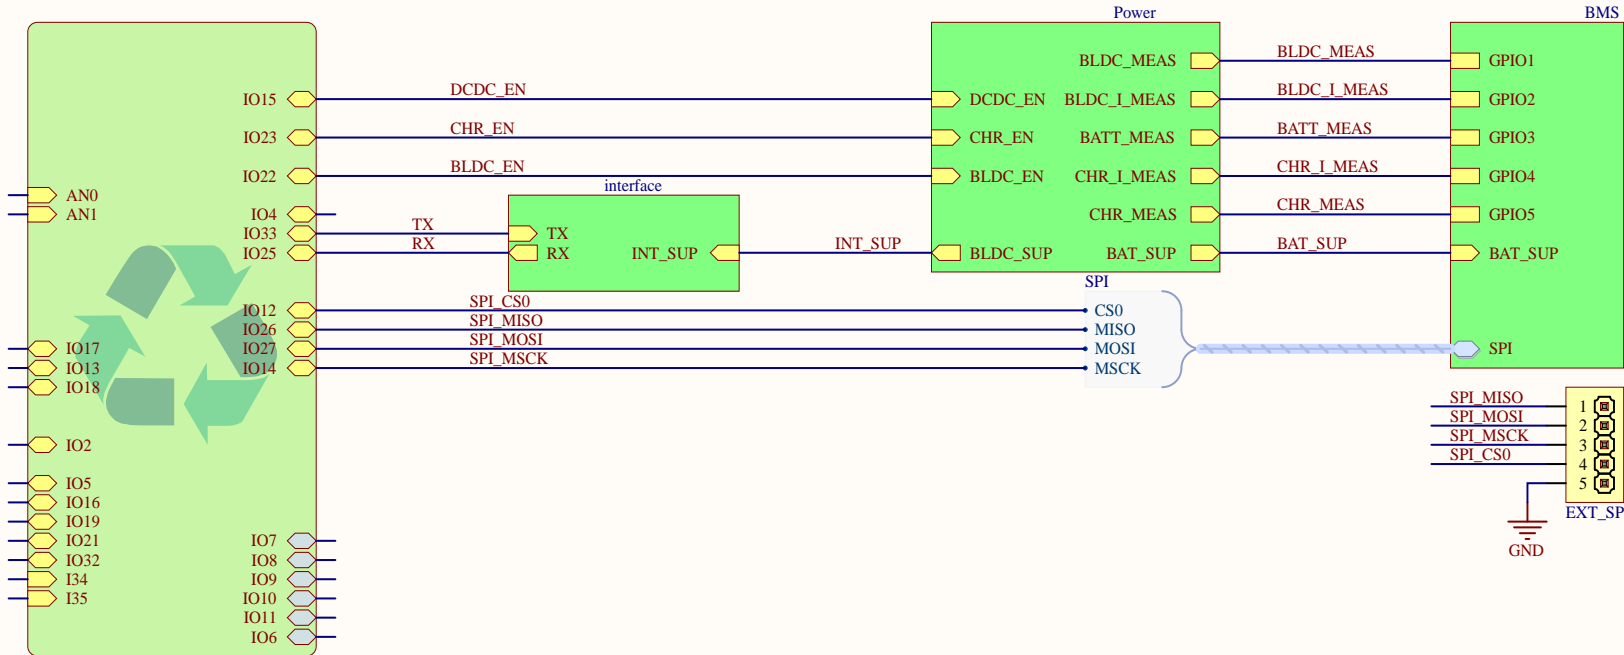 Power
BMS
BLDC_MEAS
BLDC_MEAS
GPIO1
IO15
DCDC_EN
DCDC_EN
BLDC_I_MEAS
BLDC_I_MEAS
GPIO2
IO23
CHR_EN
CHR_EN
BATT_MEAS
BATT_MEAS
GPIO3
IO22
BLDC_EN
BLDC_EN
CHR_I_MEAS
CHR_I_MEAS
GPIO4
interface
AN0
AN1
IO4
CHR_MEAS
CHR_MEAS
GPIO5
IO33
TX
TX
IO25
RX
RX
INT_SUP
INT_SUP
BLDC_SUP
BAT_SUP
BAT_SUP
BAT_SUP
SPI
IO12
SPI_CS0
CS0
IO26
SPI_MISO
MISO
IO17
IO27
SPI_MOSI
MOSI
SPI
IO13
IO14
SPI_MSCK
MSCK
IO18
SPI_MISO
1
SPI_MOSI
2
IO2
SPI_MSCK
3
SPI_CS0
4
IO5
5
IO16
EXT_SP
IO19
IO21
IO7
GND
IO32
IO8
I34
IO9
I35
IO10
IO11
IO6